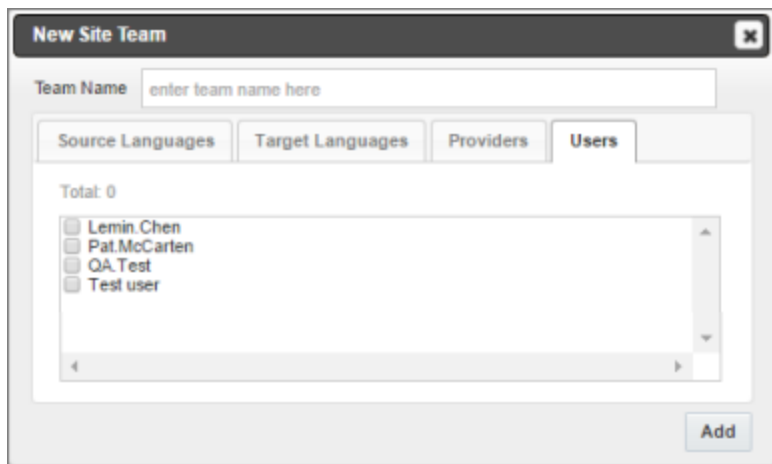 New Site Team
Team Name enter team name here
Source Languages Target Languages Providers Users
Total: 0
Lemin.Chen
Pat.McCarten
QA.Test
Test user
Add